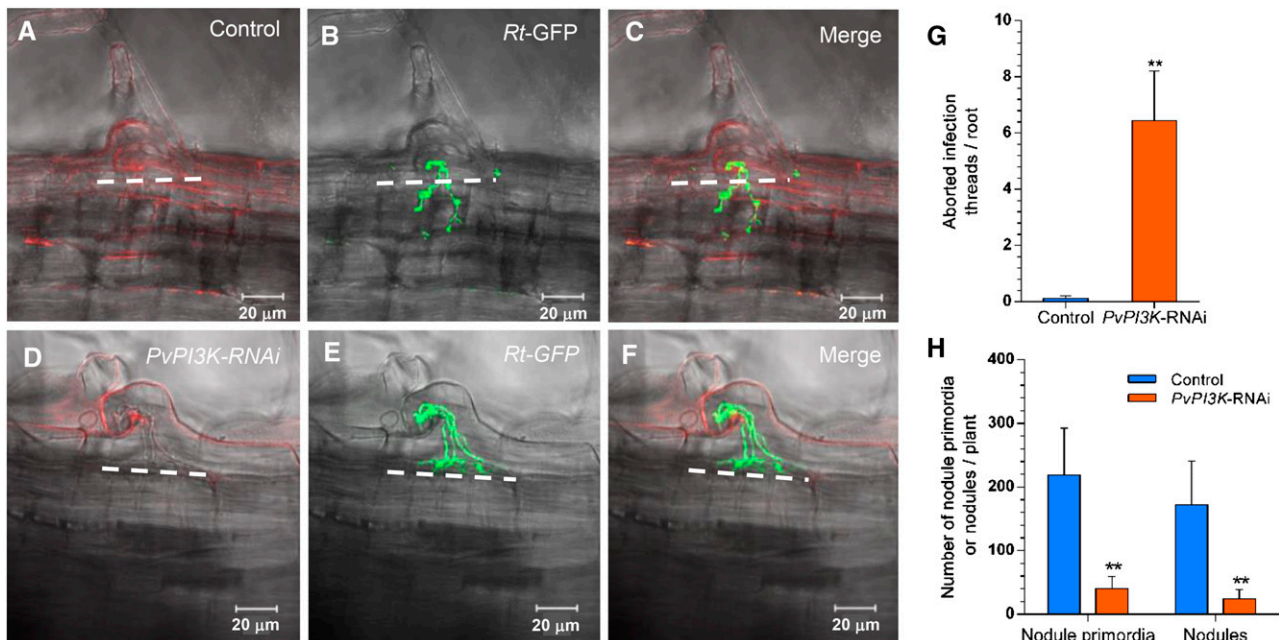 A
Control
B
Rt-GFP
C
Merge
20 μm
20 μm
20 μm
D
PvPI3K-RNAi
E
Rt-GFP
F
Merge
20 μm
20 μm
20 μm
G
Aborted infection
threads / root
10
8
6
4
2
0
**
Control
PvPI3K-RNAi
H
Number of nodule primordia
or nodules / plant
400
300
200
100
0
Control
PvPI3K-RNAi
**
**
Nodule primordia
Nodules